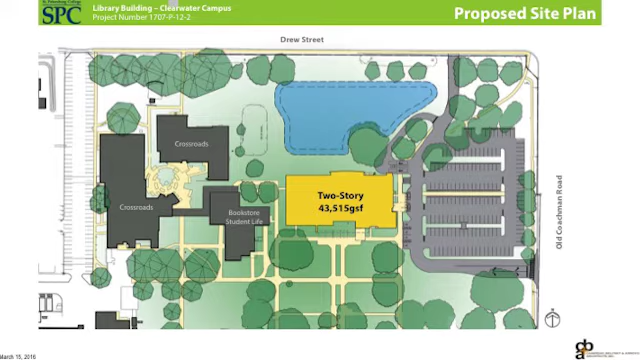 SPC
Library Building – Clearwater Campus
Project Number 1707-P-12-2
Proposed Site Plan
Drew Street
Crossroads
Crossroads
Bookstore
Student Life
Two-Story
43,515gsf
Old Coachman Road
March 15, 2016